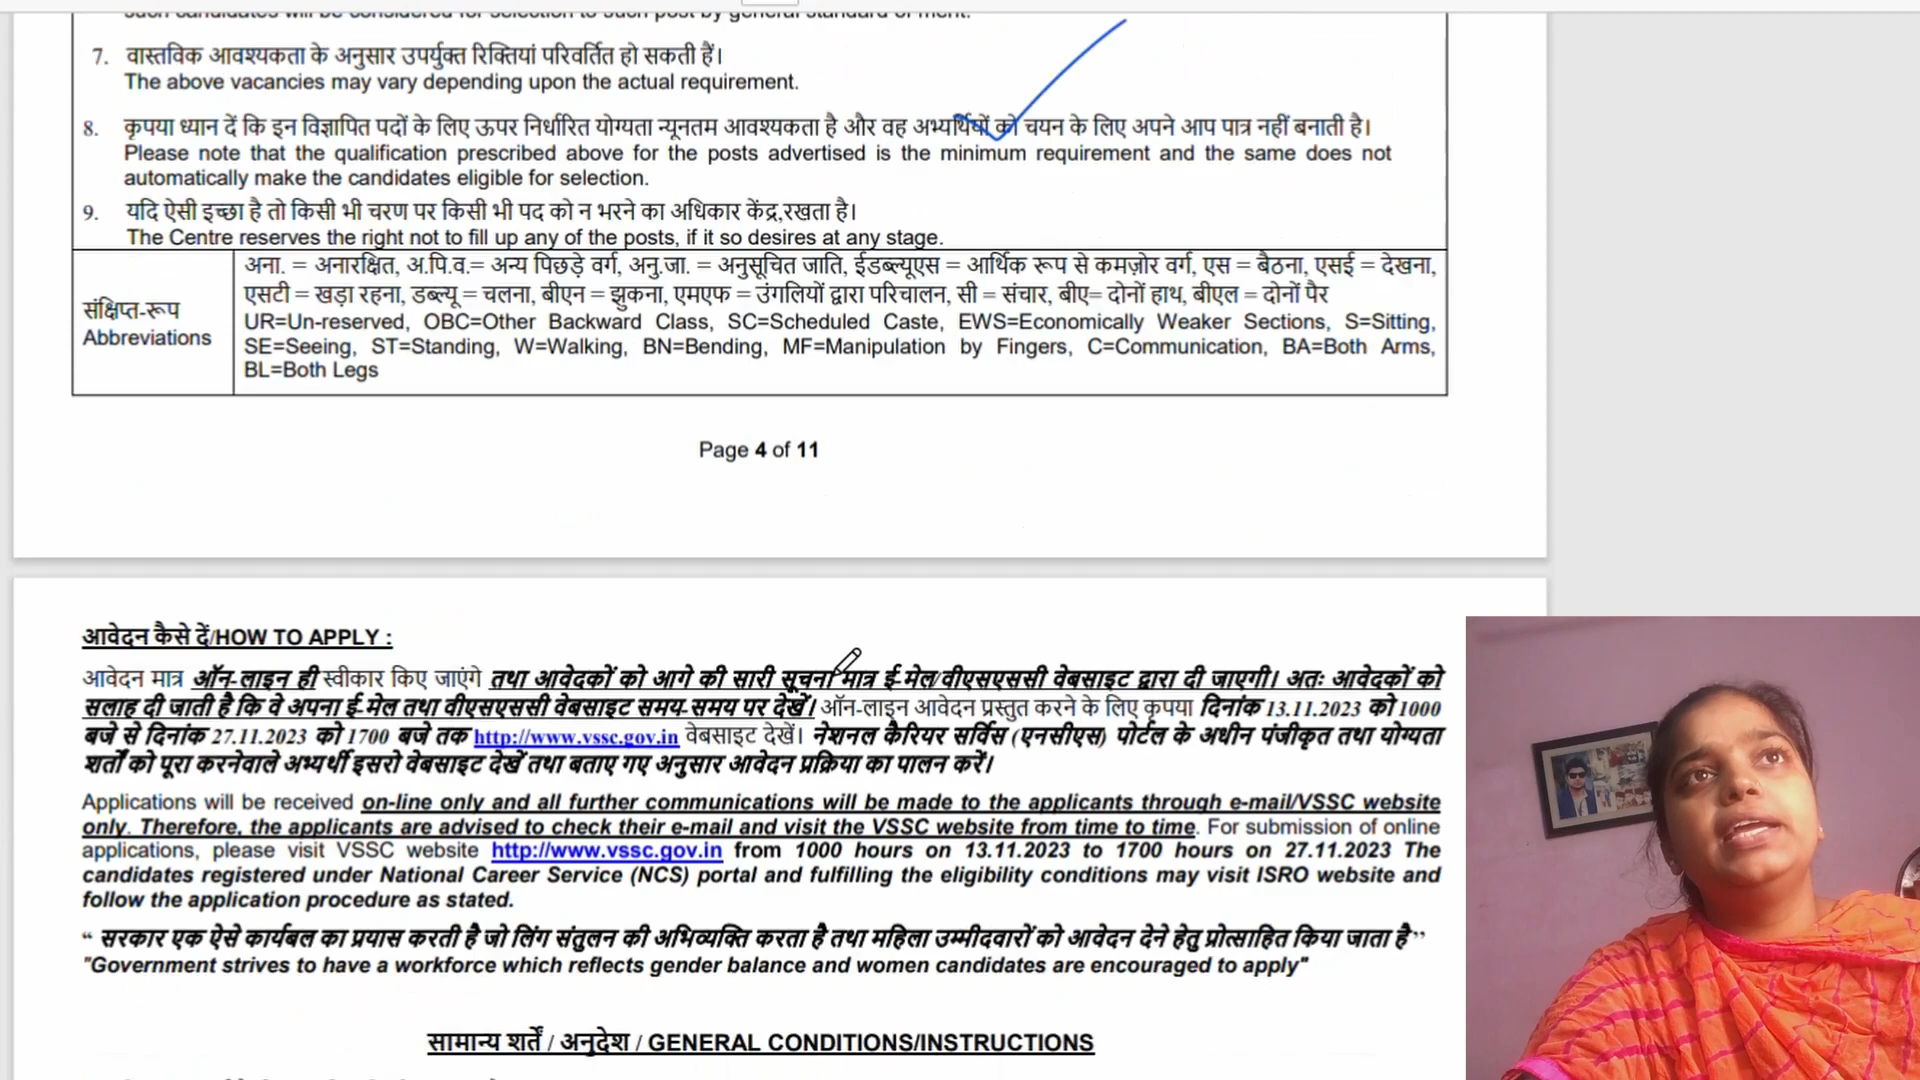 such candidates will be considered for selection to such post by general standard of merit.
7. वास्तविक आवश्यकता के अनुसार उपर्युक्त रिक्तियां परिवर्तित हो सकती हैं।
The above vacancies may vary depending upon the actual requirement.
8. कृपया ध्यान दें कि इन विज्ञापित पदों के लिए ऊपर निर्धारित योग्यता न्यूनतम आवश्यकता है और वह अभ्यर्थियों को चयन के लिए अपने आप पात्र नहीं बनाती है।
Please note that the qualification prescribed above for the posts advertised is the minimum requirement and the same does not
automatically make the candidates eligible for selection.
9. यदि ऐसी इच्छा है तो किसी भी चरण पर किसी भी पद को न भरने का अधिकार केंद्र,रखता है।
The Centre reserves the right not to fill up any of the posts, if it so desires at any stage.
संक्षिप्त-रूप
Abbreviations
अना. = अनारक्षित, अ.पि.व.= अन्य पिछड़े वर्ग, अनु.जा. = अनुसूचित जाति, ईडब्ल्यूएस = आर्थिक रूप से कमज़ोर वर्ग, एस = बैठना, एसई = देखना,
एसटी = खड़ा रहना, डब्ल्यू = चलना, बीएन = झुकना, एमएफ = उंगलियों द्वारा परिचालन, सी = संचार, बीए= दोनों हाथ, बीएल = दोनों पैर
UR=Un-reserved, OBC=Other Backward Class, SC=Scheduled Caste, EWS=Economically Weaker Sections, S=Sitting,
SE=Seeing, ST=Standing, W=Walking, BN=Bending, MF=Manipulation by Fingers, C=Communication, BA=Both Arms,
BL=Both Legs
Page 4 of 11
आवेदन कैसे दें/HOW TO APPLY :
आवेदन मात्र ऑन-लाइन ही स्वीकार किए जाएंगे तथा आवेदकों को आगे की सारी सूचना मात्र ई-मेल/वीएसएससी वेबसाइट द्वारा दी जाएगी। अतः आवेदकों को
सलाह दी जाती है कि वे अपना ई-मेल तथा वीएसएससी वेबसाइट समय-समय पर देखें। ऑन-लाइन आवेदन प्रस्तुत करने के लिए कृपया दिनांक 13.11.2023 को 1000
बजे से दिनांक 27.11.2023 को 1700 बजे तक http://www.vssc.gov.in वेबसाइट देखें। नेशनल कैरियर सर्विस (एनसीएस) पोर्टल के अधीन पंजीकृत तथा योग्यता
शर्तों को पूरा करनेवाले अभ्यर्थी इसरो वेबसाइट देखें तथा बताए गए अनुसार आवेदन प्रक्रिया का पालन करें।
Applications will be received on-line only and all further communications will be made to the applicants through e-mail/VSSC website
only. Therefore, the applicants are advised to check their e-mail and visit the VSSC website from time to time. For submission of online
applications, please visit VSSC website http://www.vssc.gov.in from 1000 hours on 13.11.2023 to 1700 hours on 27.11.2023 The
candidates registered under National Career Service (NCS) portal and fulfilling the eligibility conditions may visit ISRO website and
follow the application procedure as stated.
“ सरकार एक ऐसे कार्यबल का प्रयास करती है जो लिंग संतुलन की अभिव्यक्ति करता है तथा महिला उम्मीदवारों को आवेदन देने हेतु प्रोत्साहित किया जाता है”
"Government strives to have a workforce which reflects gender balance and women candidates are encouraged to apply"
सामान्य शर्तें / अनुदेश / GENERAL CONDITIONS/INSTRUCTIONS